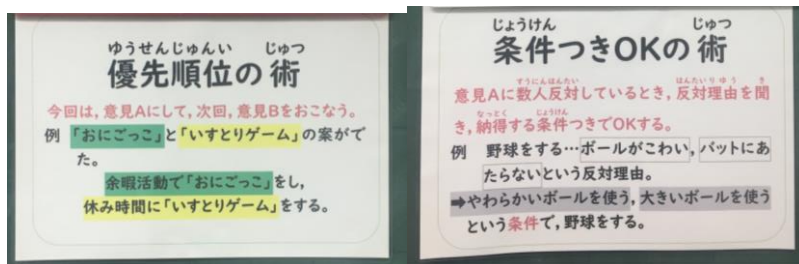 ゆうせんじゅんい じゅつ
優先順位の術
今回は，意見Aにして，次回，意見Bをおこなう。
例 「おにごっこ」と「いすとりゲーム」の案がで
た。
余暇活動で「おにごっこ」をし，
休み時間に「いすとりゲーム」をする。
じょうけん じゅつ
条件つきOKの術
すうにんはんたい はんたいりゆう き
意見Aに数人反対しているとき，反対理由を聞
なっとく じょうけん
き，納得する条件つきでOKする。
例 野球をする…ボールがこわい，バットにあ
たらないという反対理由。
➡やわらかいボールを使う，大きいボールを使う
という条件で，野球をする。